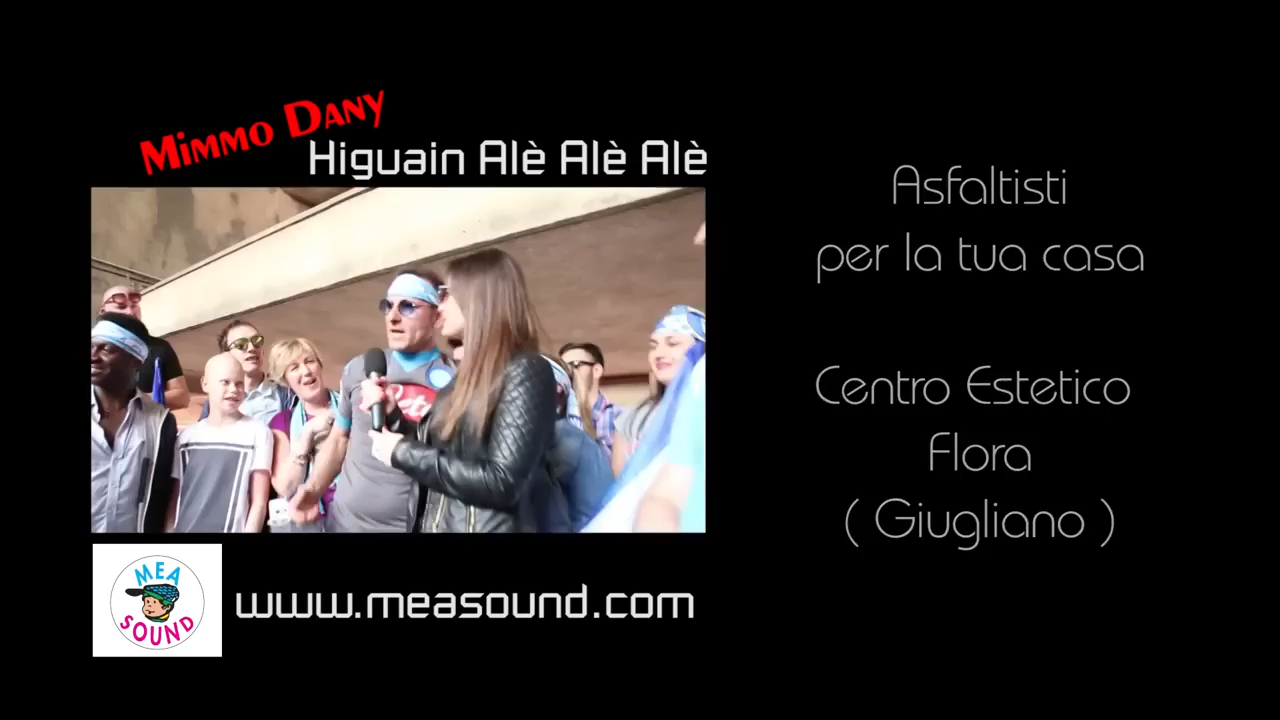 Mimmo Dany
Higuain Alè Alè Alè
MEA
SOUND
www.measound.com
Asfaltisti
per la tua casa
Centro Estetico
Flora
( Giugliano )